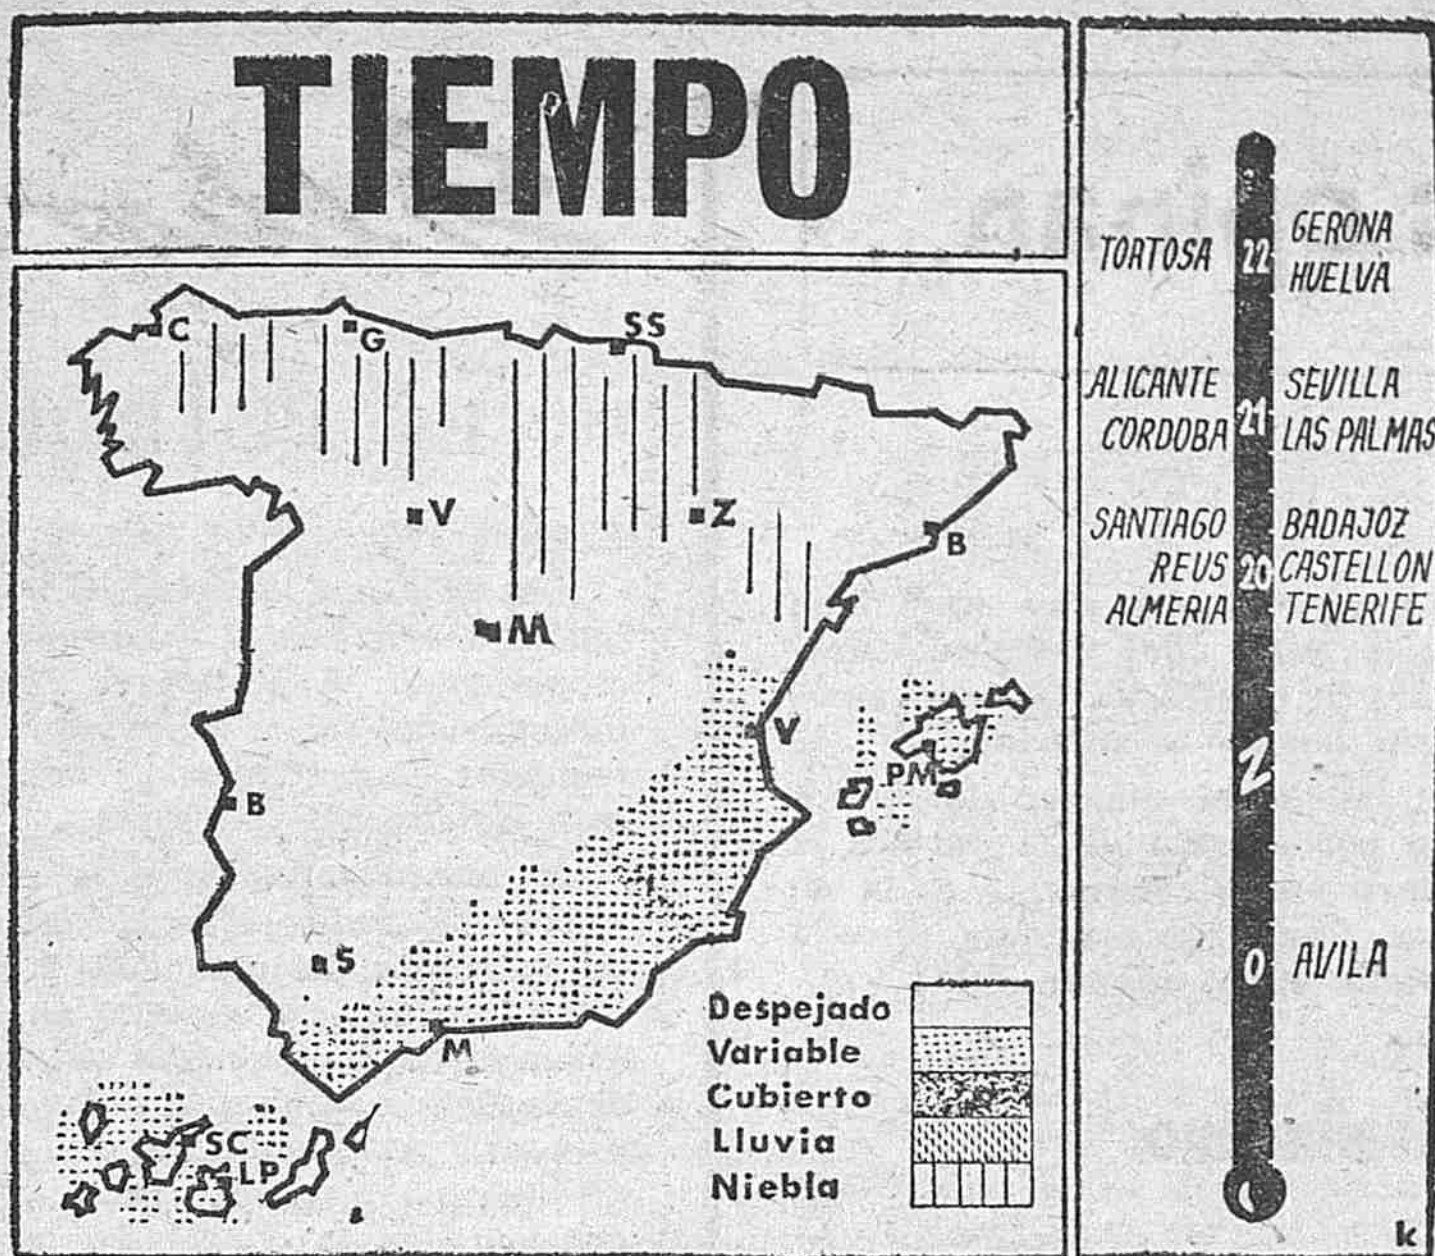 TIEMPO
C
G
SS
V
Z
B
M
V
PM
B
S
M
SC
LP
Despejado
Variable
Cubierto
Lluvia
Niebla
TORTOSA 22 GERONA
HUELVA
ALICANTE SEVILLA
21
CORDOBA LAS PALMAS
SANTIAGO BADAJOZ
REUS 20 CASTELLON
ALMERIA TENERIFE
Z
0 AVILA
k